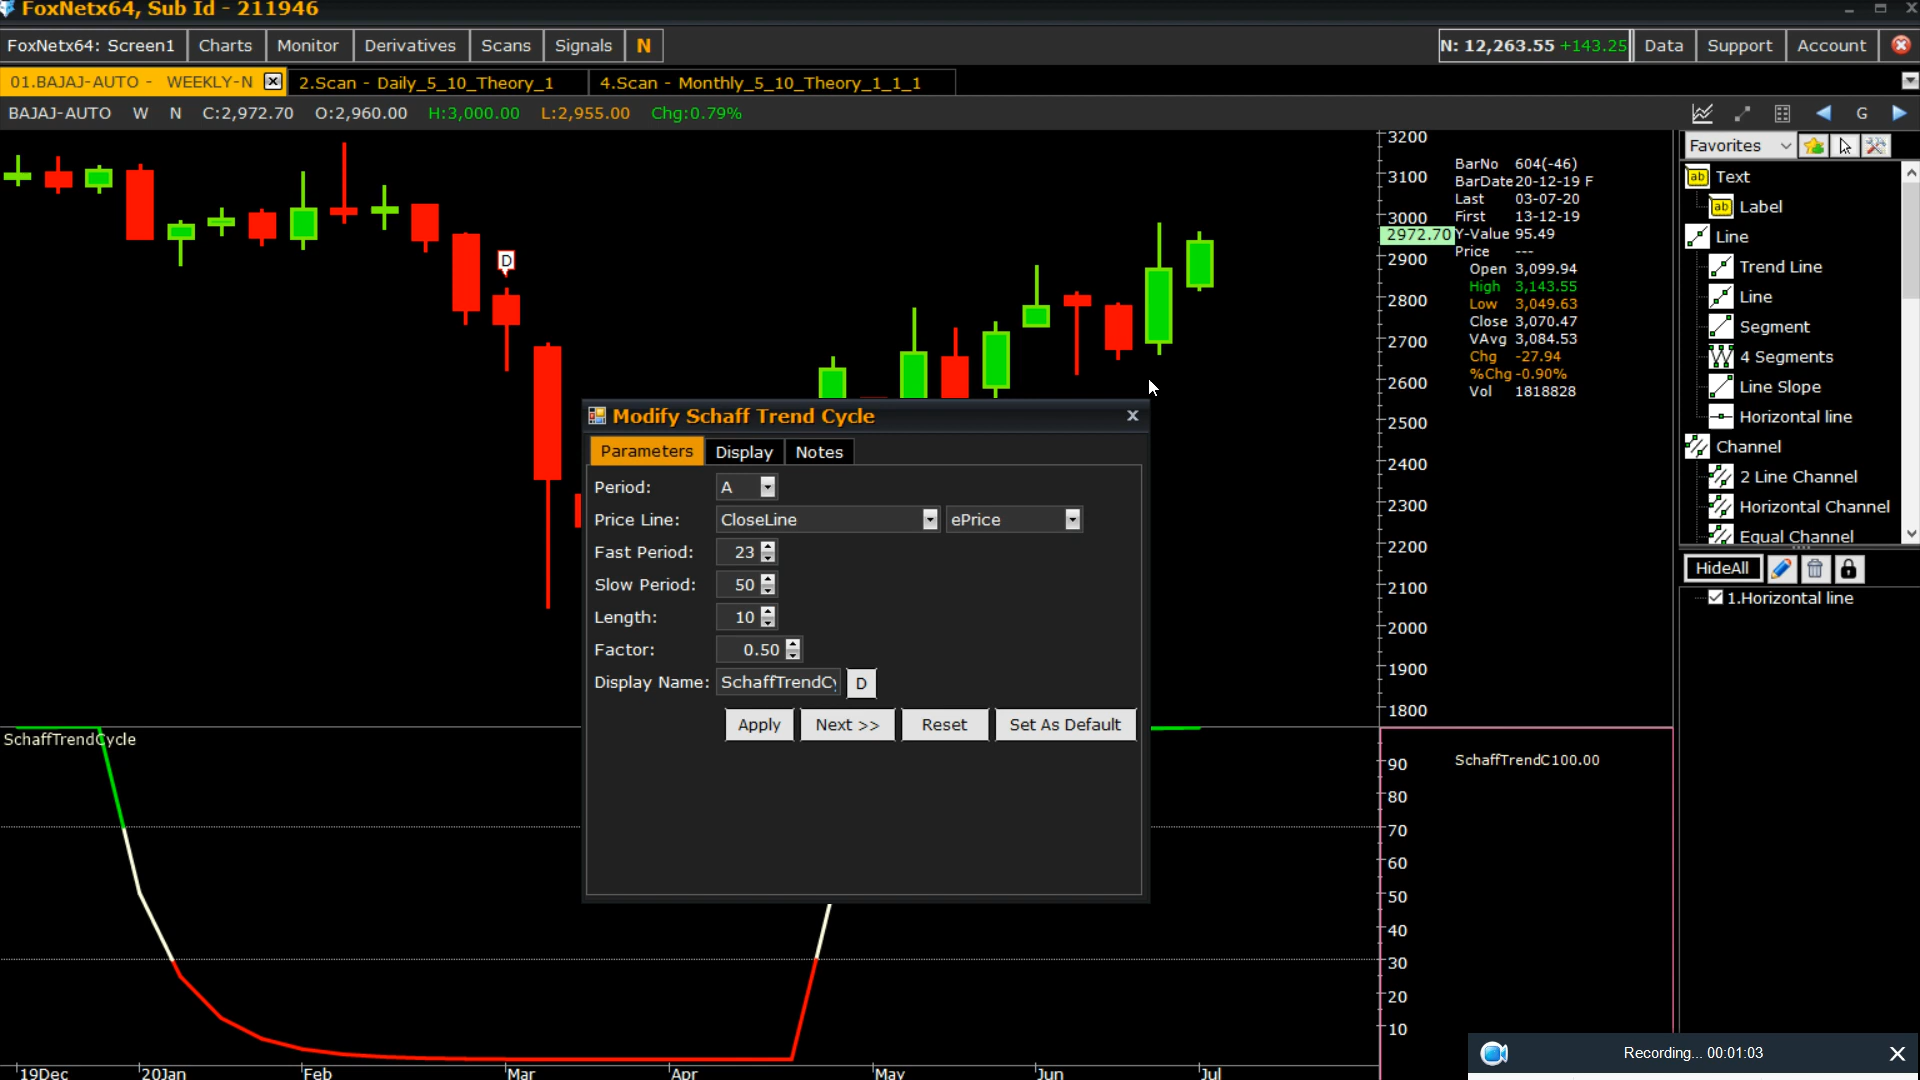 FoxNetx64, Sub Id - 211946
FoxNetx64: Screen1 Charts Monitor Derivatives Scans Signals N N: 12,263.55 +143.25 Data Support Account
01.BAJAJ-AUTO - WEEKLY-N 2.Scan - Daily_5_10_Theory_1 4.Scan - Monthly_5_10_Theory_1_1_1
BAJAJ-AUTO W N C:2,972.70 O:2,960.00 H:3,000.00 L:2,955.00 Chg:0.79% G
Favorites
Text
Label
Line
Trend Line
Line
Segment
4 Segments
Line Slope
Horizontal line
Channel
2 Line Channel
Horizontal Channel
Equal Channel
HideAll
1.Horizontal line
3200
3100
3000
2972.70
2900
2800
2700
2600
2500
2400
2300
2200
2100
2000
1900
1800
BarNo 604(-46)
BarDate 20-12-19 F
Last 03-07-20
First 13-12-19
Y-Value 95.49
Price ---
Open 3,099.94
High 3,143.55
Low 3,049.63
Close 3,070.47
VAvg 3,084.53
Chg -27.94
%Chg -0.90%
Vol 1818828
D
Modify Schaff Trend Cycle
Parameters Display Notes
Period: A
Price Line: CloseLine ePrice
Fast Period: 23
Slow Period: 50
Length: 10
Factor: 0.50
Display Name: SchaffTrendCy D
Apply Next >> Reset Set As Default
SchaffTrendCycle
SchaffTrendC100.00
90
80
70
60
50
40
30
20
10
19Dec 20Jan Feb Mar Apr May Jun Jul
Recording... 00:01:03